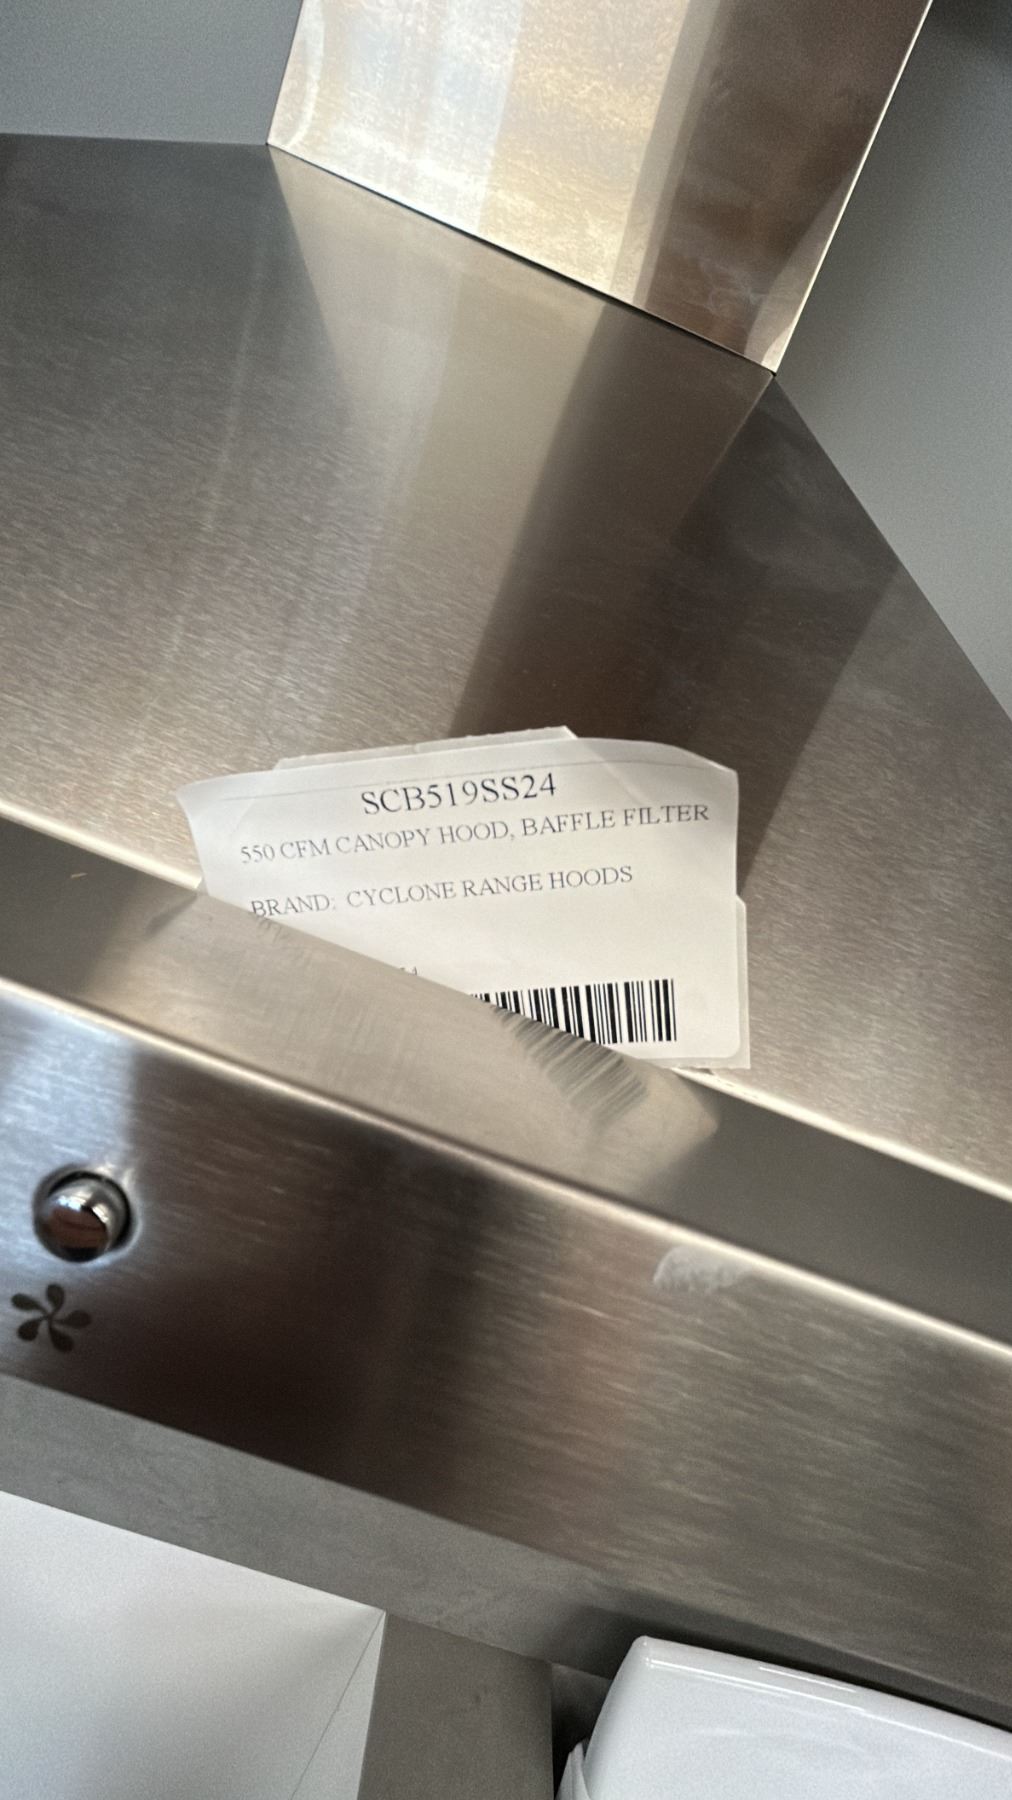 SCB519SS24
550 CFM CANOPY HOOD, BAFFLE FILTER
BRAND: CYCLONE RANGE HOODS